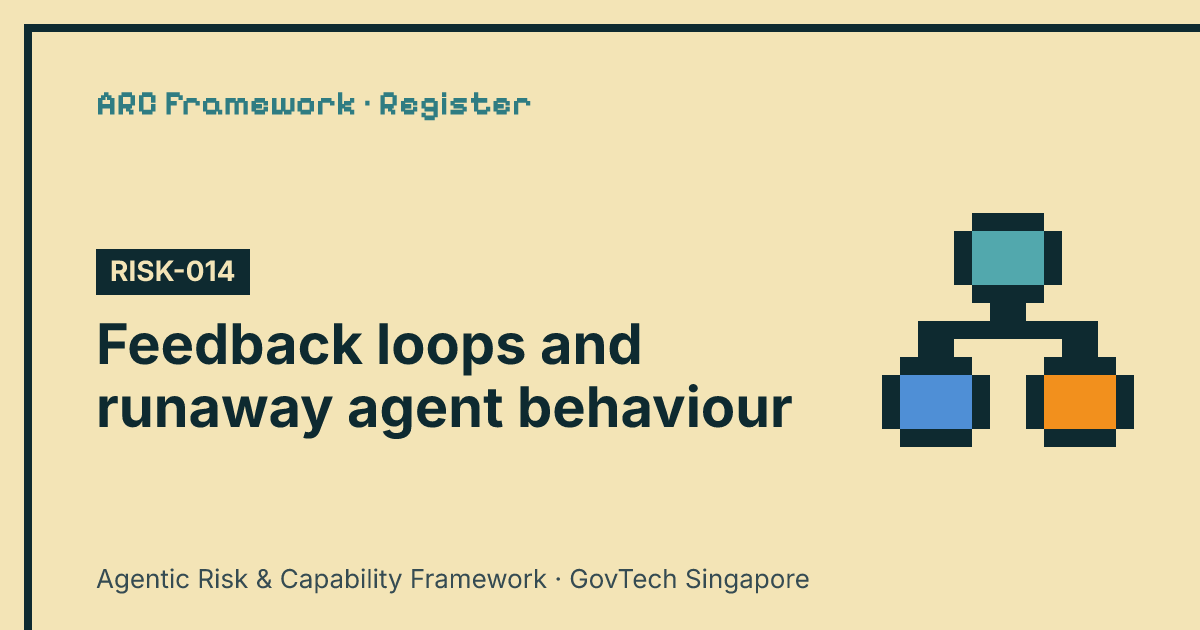 ARC Framework · Register
RISK-014
Feedback loops and
runaway agent behaviour
Agentic Risk & Capability Framework · GovTech Singapore